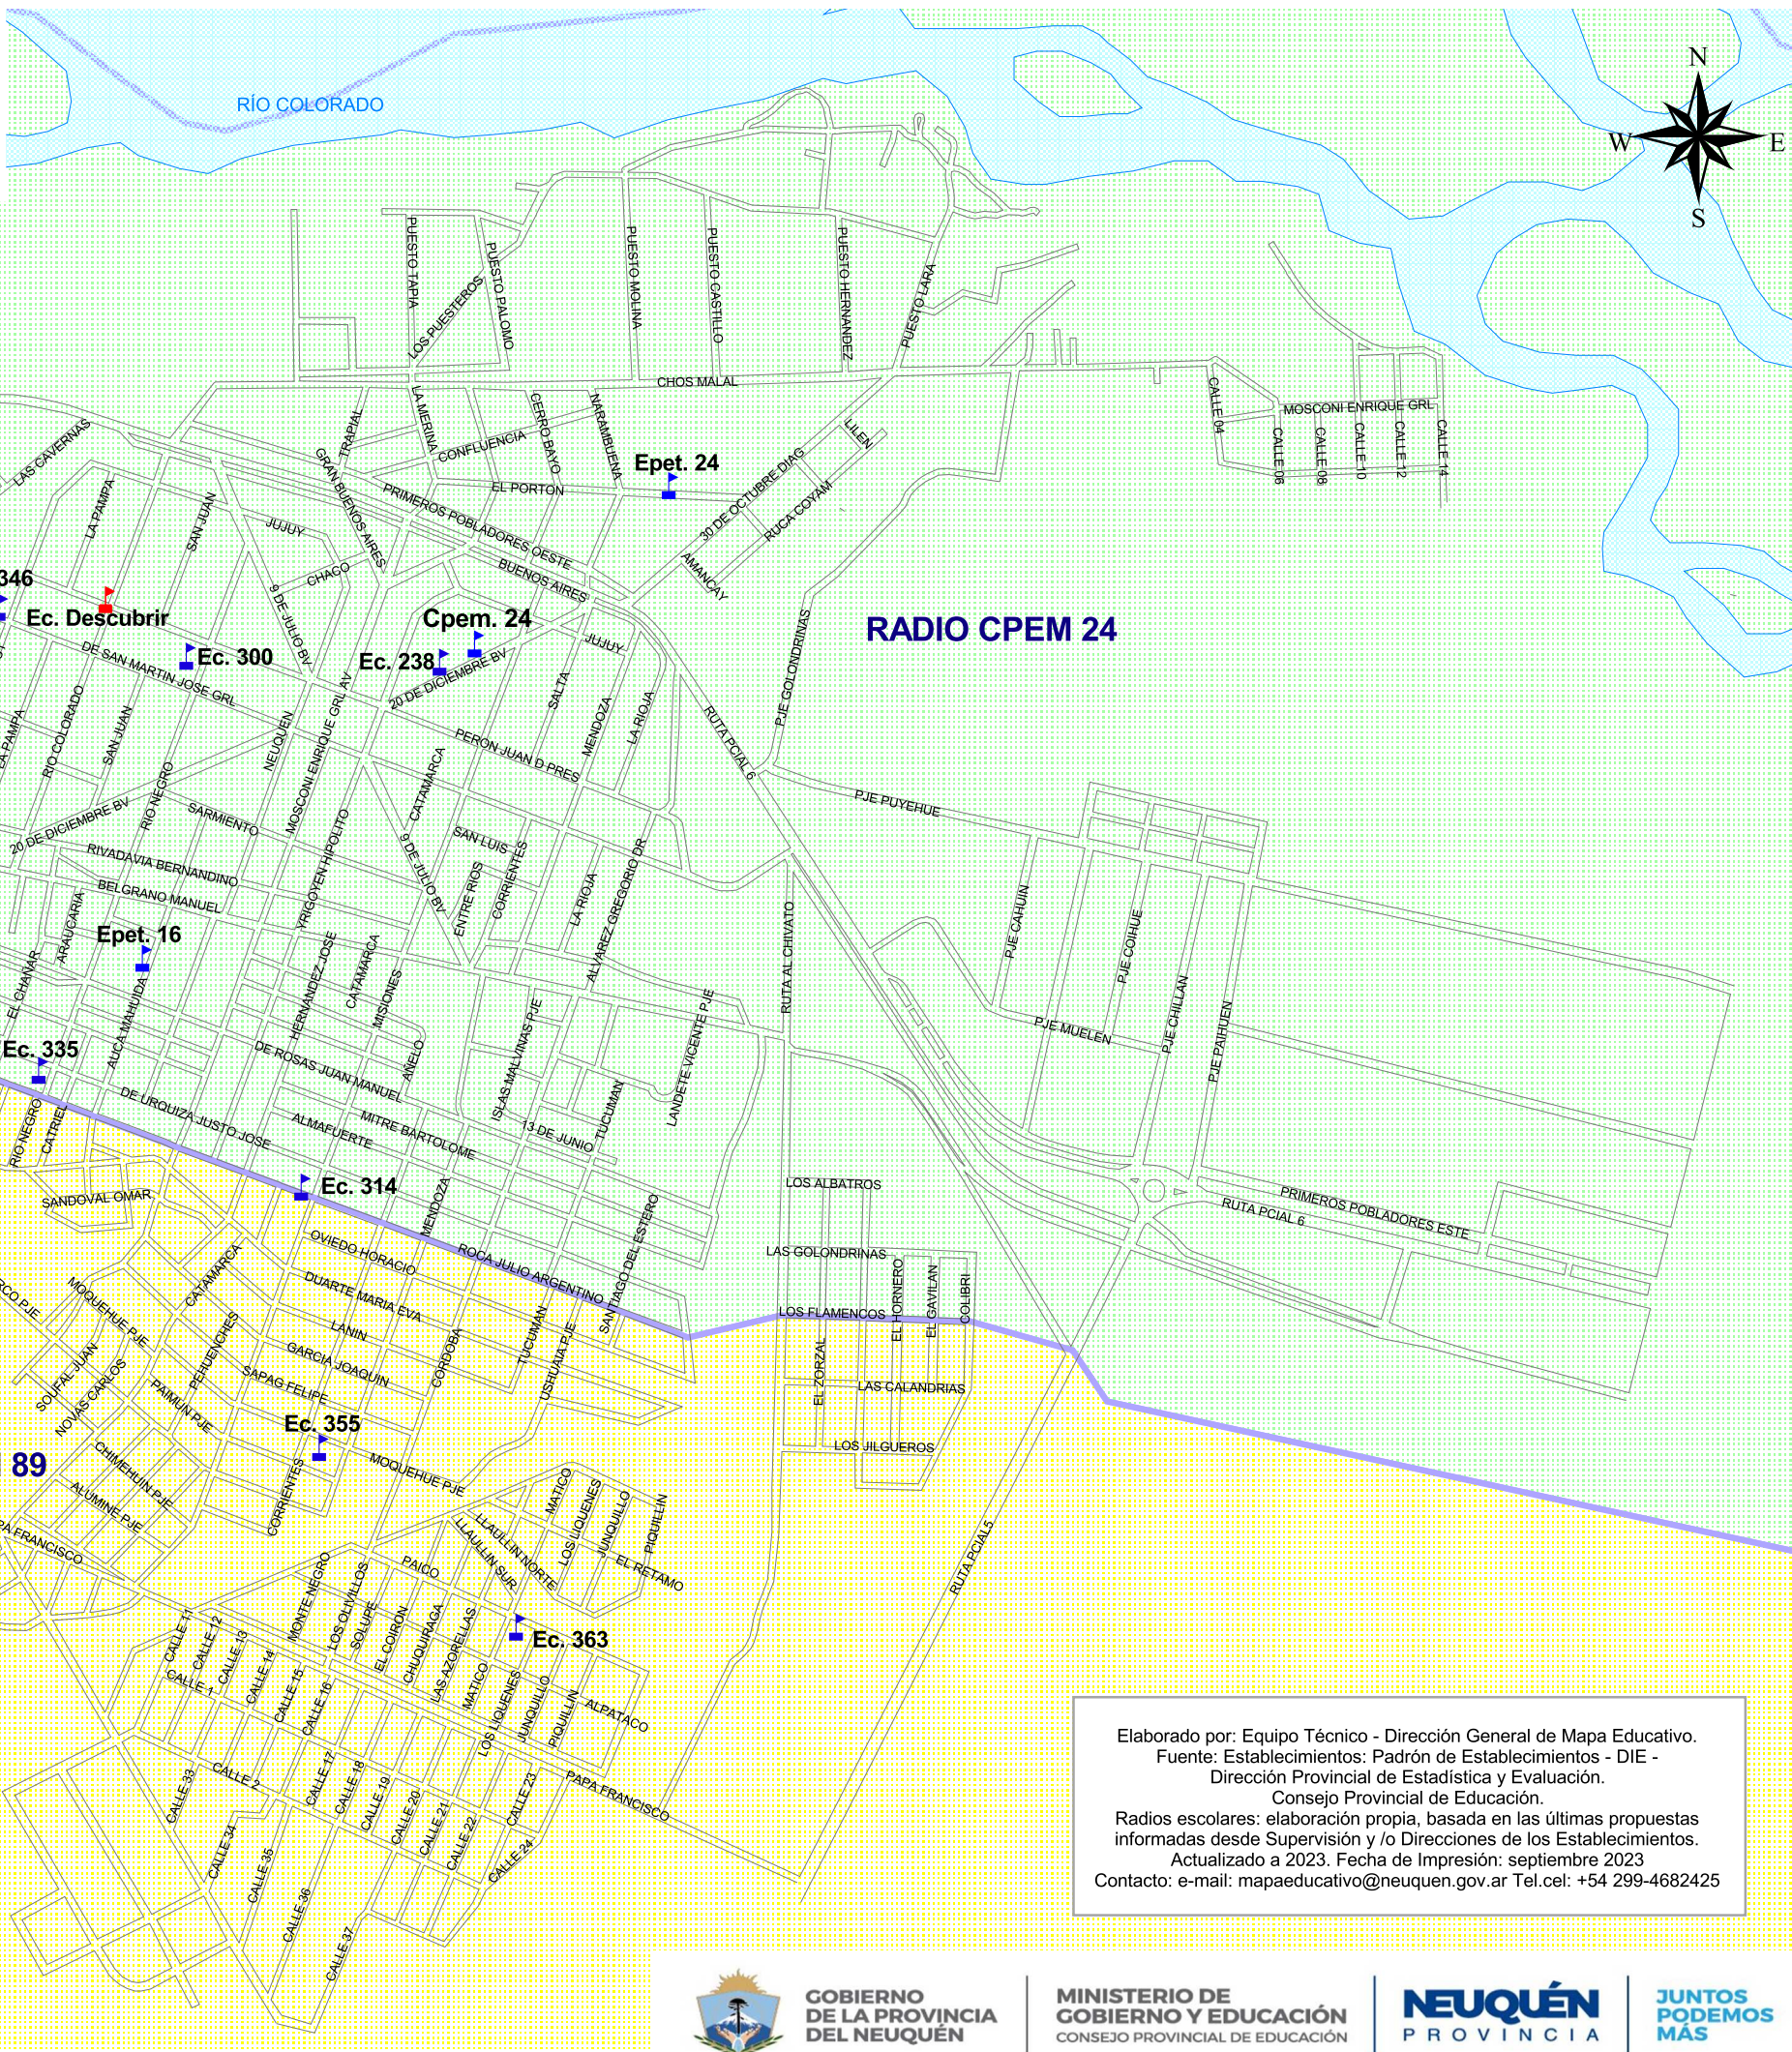 N
W
E
S
RÍO COLORADO
PUESTO TAPIA
PUESTO PALOMO
LOS PUESTEROS
PUESTO MOLINA
PUESTO CASTILLO
PUESTO HERNANDEZ
PUESTO LARA
CHOS MALAL
LAS CAVERNAS
TRAPIAL
LA MERINA
CONFLUENCIA
CERRO BAYO
NARAMBUENA
LILEN
CALLE 04
MOSCONI ENRIQUE GRL
CALLE 06
CALLE 08
CALLE 10
CALLE 12
CALLE 14
GRAN BUENOS AIRES
Epet. 24
EL PORTON
30 DE OCTUBRE DIAG
RUCA COYAM
AMANCAY
LA PAMPA
SAN JUAN
JUJUY
PRIMEROS POBLADORES OESTE
BUENOS AIRES
CHACO
9 DE JULIO BV
346
Ec. Descubrir
Ec. 300
Cpem. 24
Ec. 238
20 DE DICIEMBRE BV
JUJUY
RADIO CPEM 24
DE SAN MARTIN JOSE GRL
PJE GOLONDRINAS
LA PAMPA
RIO COLORADO
SAN JUAN
NEUQUEN
MOSCONI ENRIQUE GRL AV
SALTA
MENDOZA
LA RIOJA
PERON JUAN D PRES
RUTA PCIAL 6
PJE PUYEHUE
RIO NEGRO
SARMIENTO
20 DE DICIEMBRE BV
CATAMARCA
SAN LUIS
9 DE JULIO BV
YRIGOYEN HIPOLITO
RIVADAVIA BERNANDINO
BELGRANO MANUEL
ENTRE RIOS
CORRIENTES
LA RIOJA
ALVAREZ GREGORIO DR
ARAUCARIA
Epet. 16
EL CHAÑAR
HERNANDEZ JOSE
CATAMARCA
MISIONES
RUTA AL CHIVATO
PJE CAHUIN
PJE COIHUE
PJE CHILLAN
PJE PAIHUEN
PJE MUELEN
AUCA MAHUIDA
Ec. 335
DE ROSAS JUAN MANUEL
AÑELO
ISLAS MALVINAS PJE
LANDETE VICENTE PJE
TUCUMAN
13 DE JUNIO
RIO NEGRO
CATRIEL
DE URQUIZA JUSTO JOSE
ALMAFUERTE
MITRE BARTOLOME
Ec. 314
SANDOVAL OMAR
MENDOZA
OVIEDO HORACIO
ROCA JULIO ARGENTINO
SANTIAGO DEL ESTERO
LOS ALBATROS
LAS GOLONDRINAS
LOS FLAMENCOS
EL HORNERO
EL GAVILAN
COLIBRI
EL ZORZAL
LAS CALANDRIAS
LOS JILGUEROS
PRIMEROS POBLADORES ESTE
RUTA PCIAL 6
RCO PJE
MOQUEHUE PJE
CATAMARCA
DUARTE MARIA EVA
LANIN
GARCIA JOAQUIN
SAPAG FELIPE
PEHUENCHES
CORDOBA
TUCUMAN
USHUAIA PJE
SOUFAL JUAN
NOVAS CARLOS
PAIMUN PJE
Ec. 355
89
CHIMEHUIN PJE
ALUMINE PJE
CORRIENTES
MOQUEHUE PJE
PA FRANCISCO
MATICO
LOS LIQUENES
JUNQUILLO
PIQUILLIN
LLAULLIN NORTE
LLAULLIN SUR
EL RETAMO
RUTA PCIAL5
PAICO
MONTE NEGRO
LOS OLIVILLOS
SOLUPE
EL COIRON
CHUQUIRAGA
LAS AZORELLAS
Ec. 363
MATICO
LOS LIQUENES
JUNQUILLO
PIQUILLIN
ALPATACO
PAPA FRANCISCO
CALLE 11
CALLE 12
CALLE 13
CALLE 14
CALLE 15
CALLE 16
CALLE 1
CALLE 2
CALLE 17
CALLE 18
CALLE 19
CALLE 20
CALLE 21
CALLE 22
CALLE 23
CALLE 24
CALLE 33
CALLE 34
CALLE 35
CALLE 36
CALLE 37
Elaborado por: Equipo Técnico - Dirección General de Mapa Educativo.
Fuente: Establecimientos: Padrón de Establecimientos - DIE -
Dirección Provincial de Estadística y Evaluación.
Consejo Provincial de Educación.
Radios escolares: elaboración propia, basada en las últimas propuestas
informadas desde Supervisión y /o Direcciones de los Establecimientos.
Actualizado a 2023. Fecha de Impresión: septiembre 2023
Contacto: e-mail: mapaeducativo@neuquen.gov.ar Tel.cel: +54 299-4682425
GOBIERNO
DE LA PROVINCIA
DEL NEUQUÉN
MINISTERIO DE
GOBIERNO Y EDUCACIÓN
CONSEJO PROVINCIAL DE EDUCACIÓN
NEUQUÉN
PROVINCIA
JUNTOS
PODEMOS
MÁS